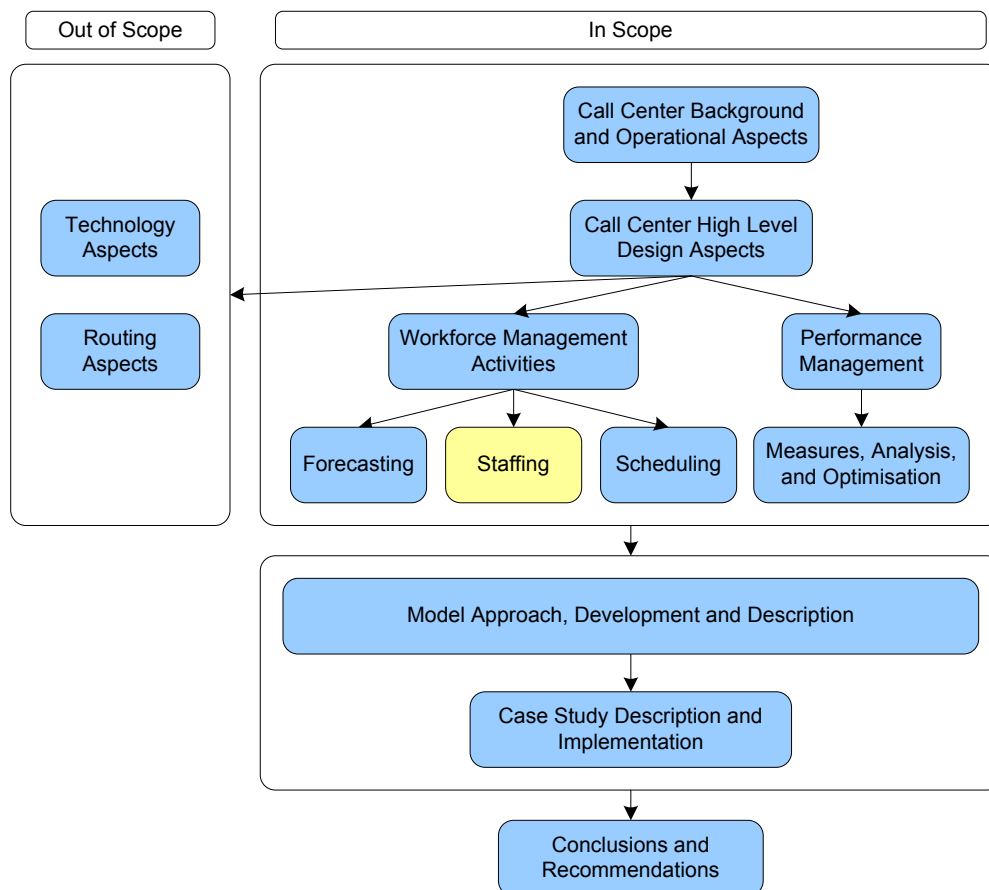 Out of Scope
In Scope
Call Center Background
and Operational Aspects
Technology
Aspects
Call Center High Level
Design Aspects
Routing
Aspects
Workforce Management
Activities
Performance
Management
Forecasting
Staffing
Scheduling
Measures, Analysis,
and Optimisation
Model Approach, Development and Description
Case Study Description and
Implementation
Conclusions and
Recommendations